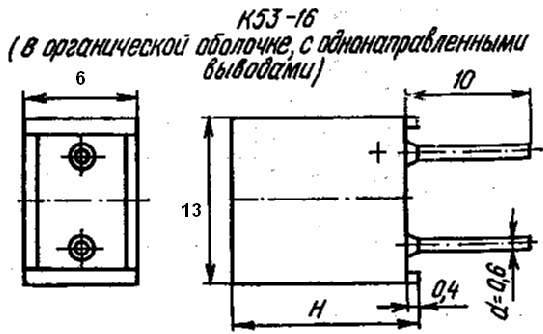 К53-16
(в органической оболочке, с однонаправленными
выводами)
6
10
+
13
0,4
H
d=0,6